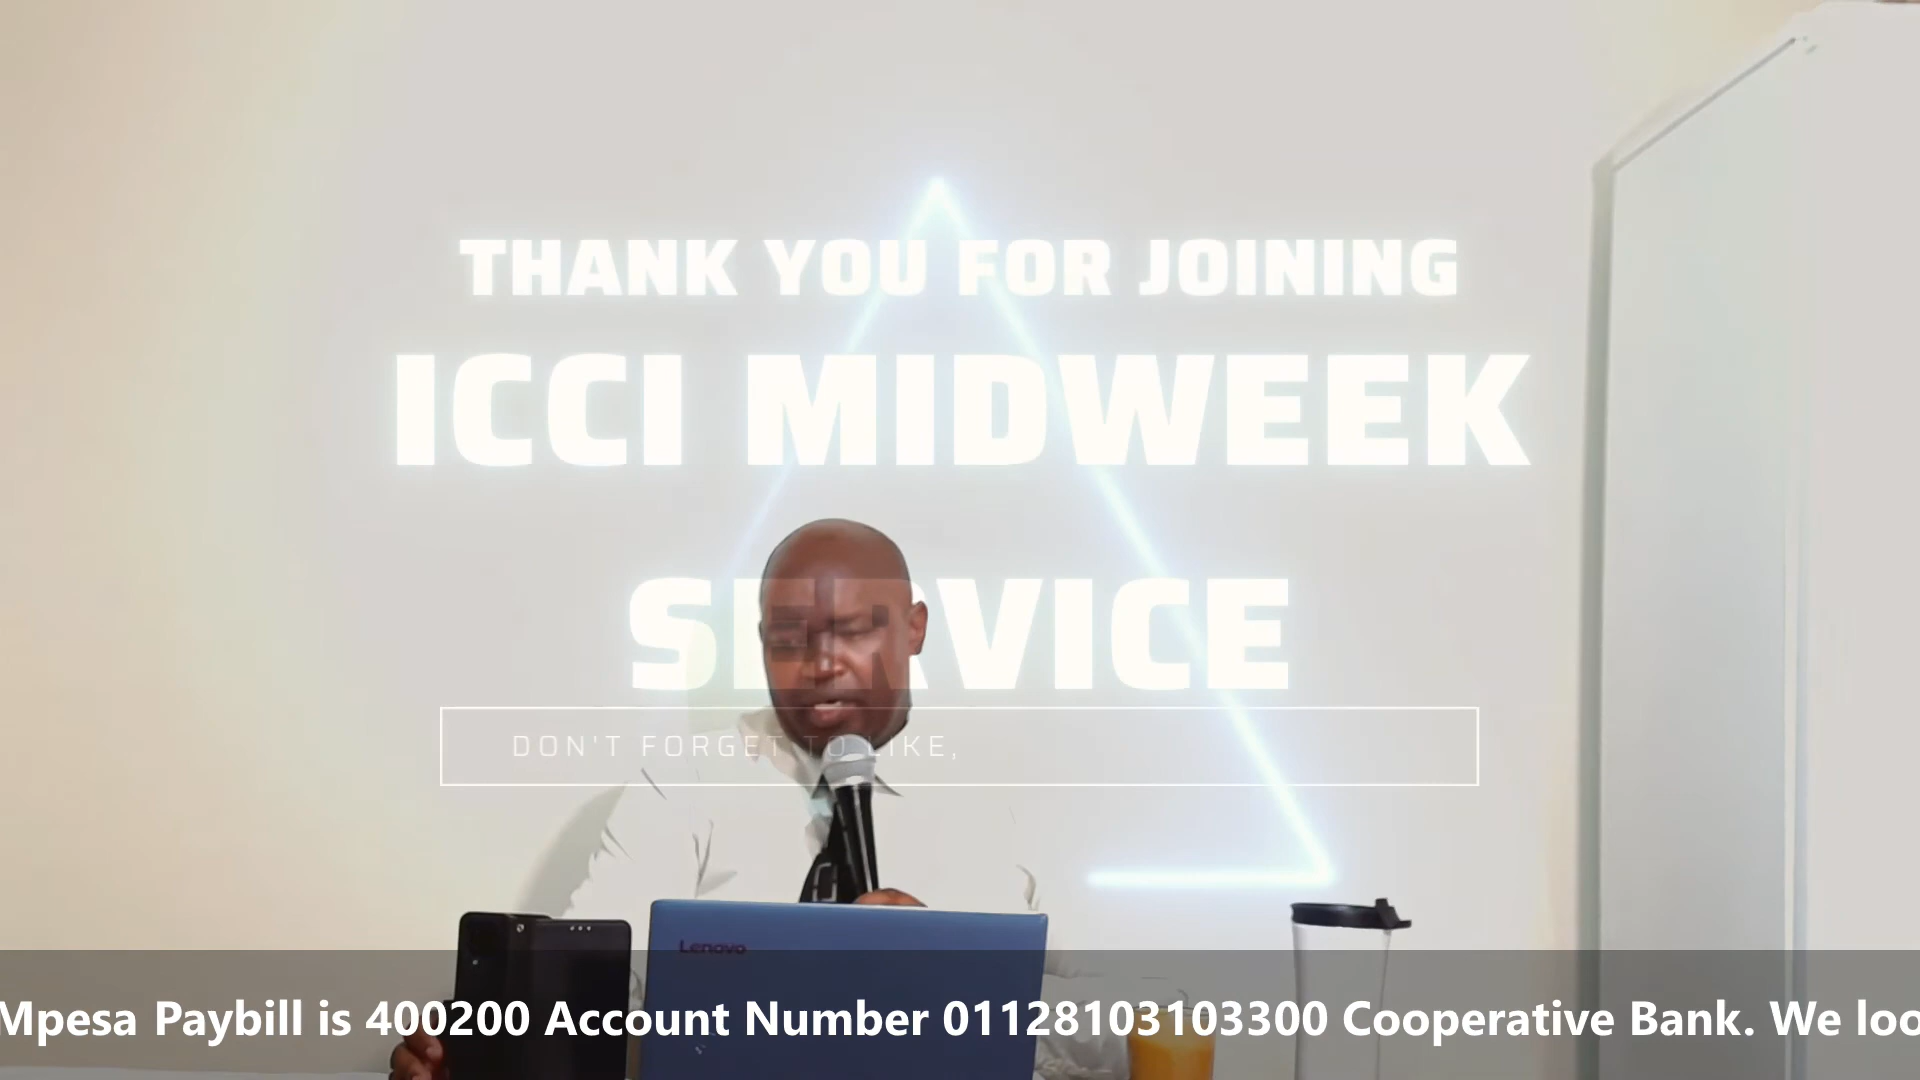 THANK YOU FOR JOINING
ICCI MIDWEEK
SERVICE
DON'T FORGET TO LIKE,
Lenovo
Mpesa Paybill is 400200 Account Number 01128103103300 Cooperative Bank. We loo